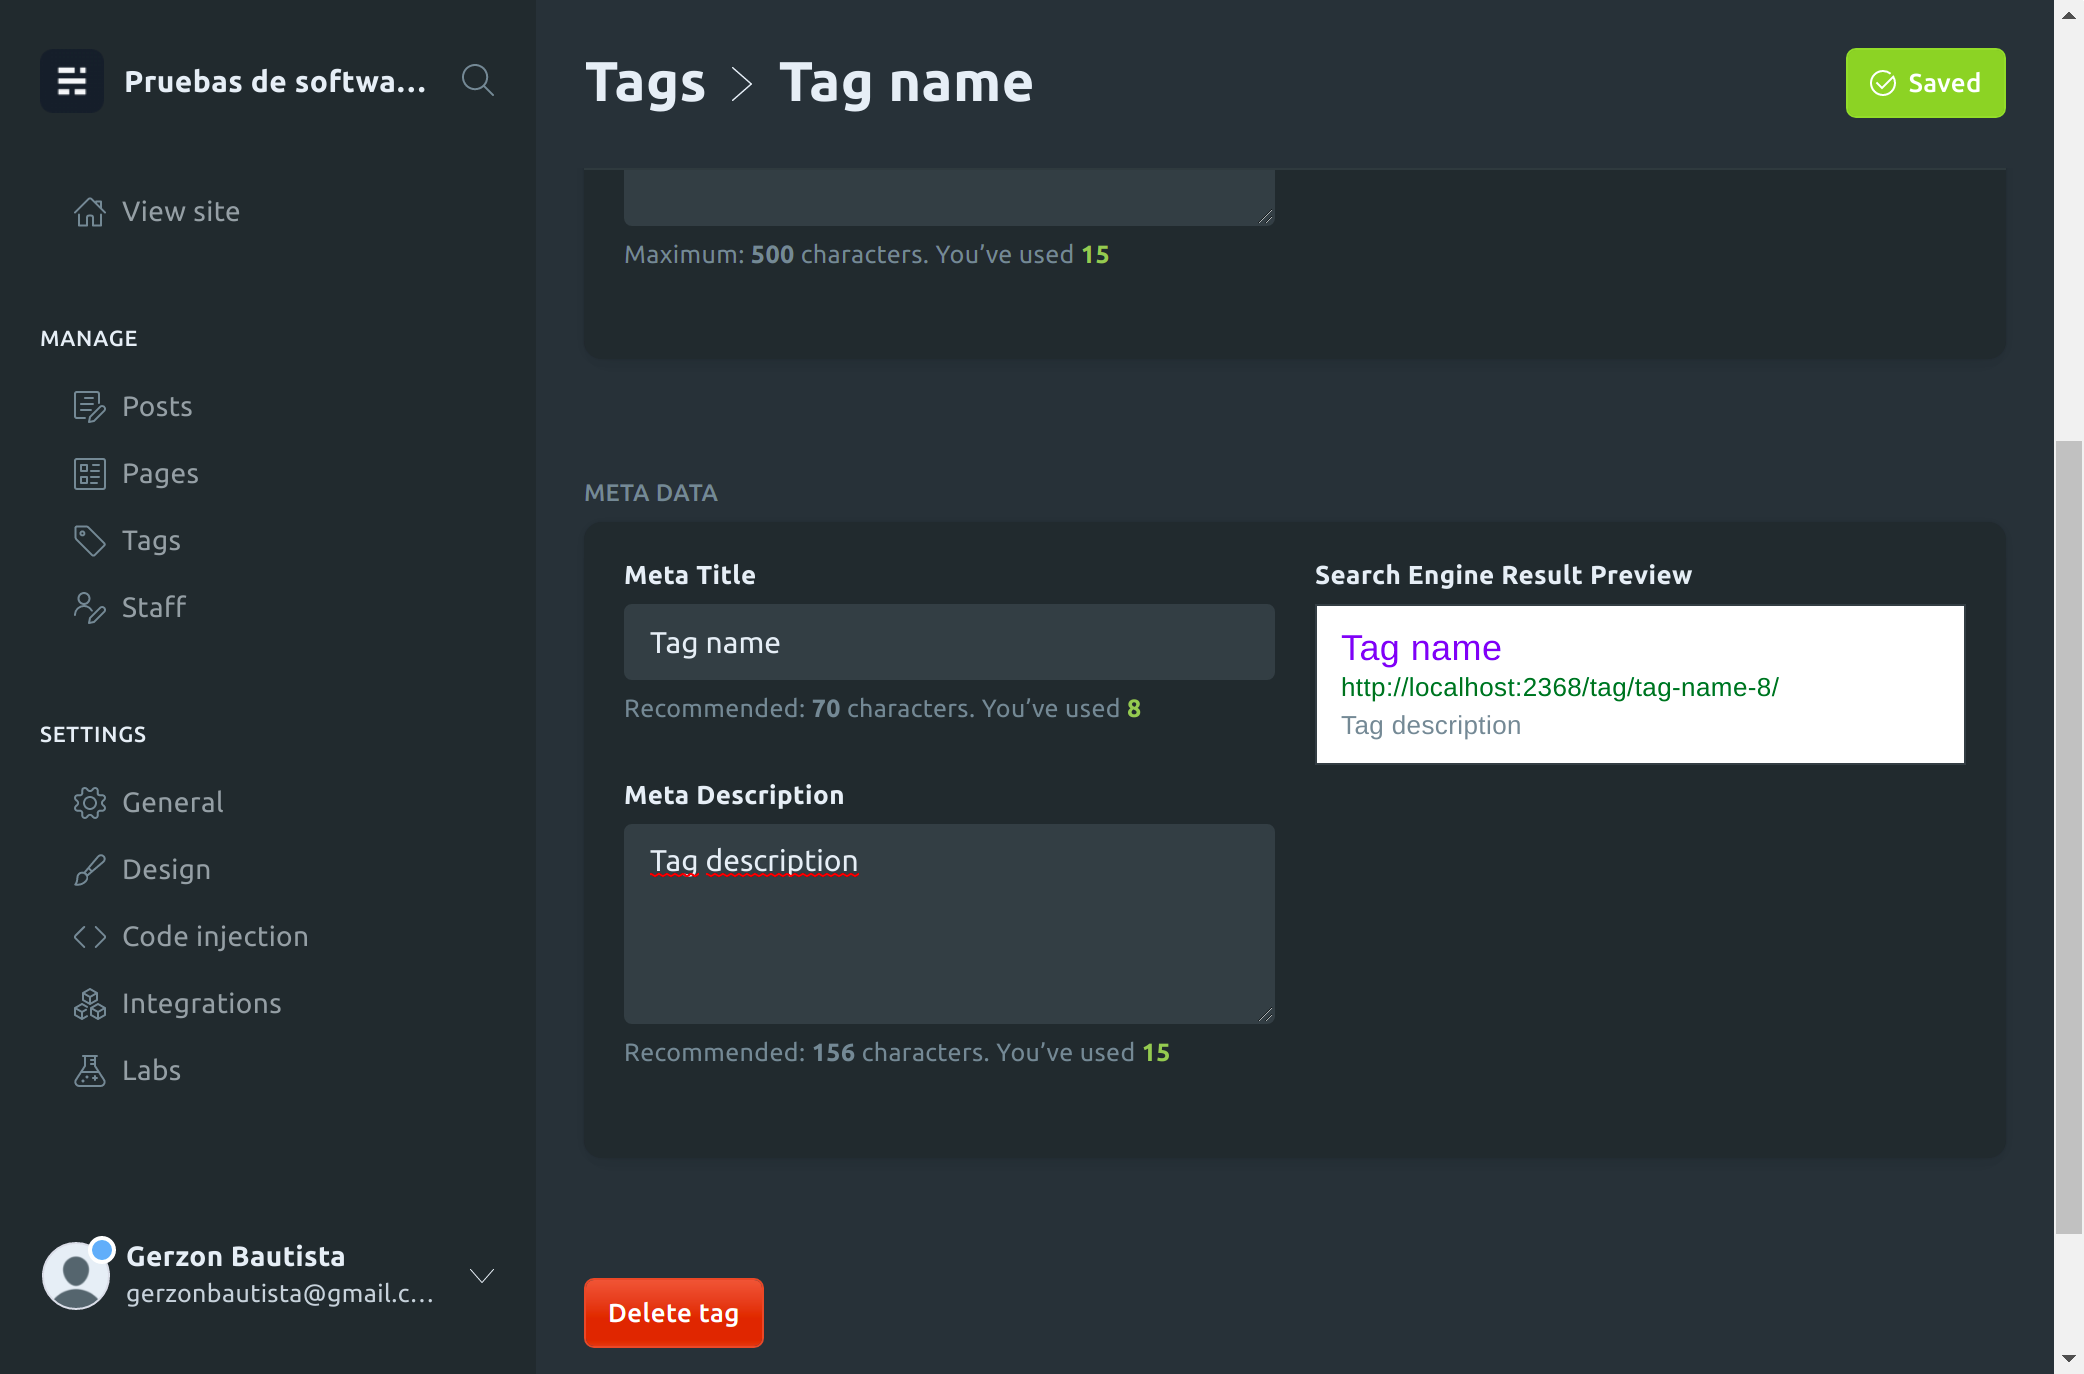 Pruebas de softwa...
View site
MANAGE
Posts
Pages
Tags
Staff
SETTINGS
General
Design
Code injection
Integrations
Labs
Gerzon Bautista
gerzonbautista@gmail.c...
Tags > Tag name
Saved
Maximum: 500 characters. You’ve used 15
META DATA
Meta Title
Tag name
Recommended: 70 characters. You’ve used 8
Meta Description
Tag description
Recommended: 156 characters. You’ve used 15
Search Engine Result Preview
Tag name
http://localhost:2368/tag/tag-name-8/
Tag description
Delete tag